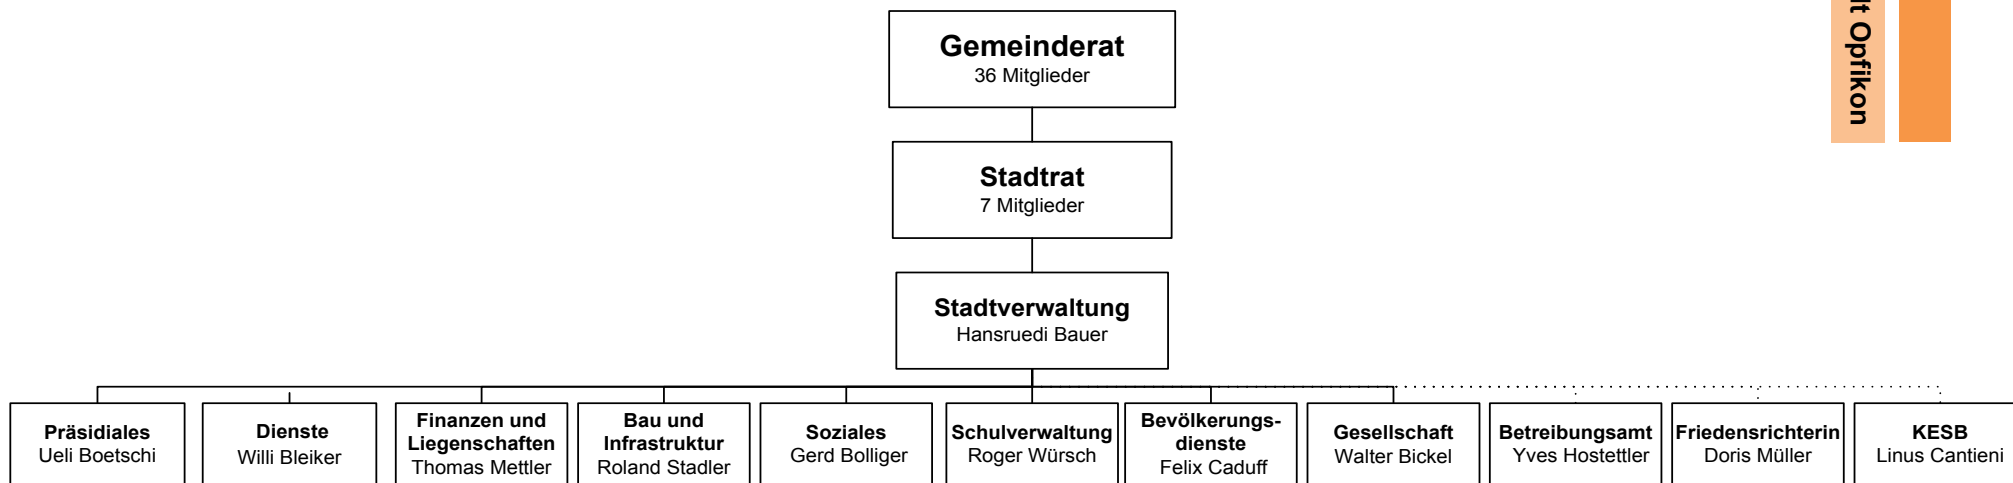 Gemeinderat
36 Mitglieder
Opfikon
Stadtrat
7 Mitglieder
Stadtverwaltung
Hansruedi Bauer
Präsidiales
Ueli Boetschi
Dienste
Willi Bleiker
Finanzen und
Liegenschaften
Thomas Mettler
Bau und
Infrastruktur
Roland Stadler
Soziales
Gerd Bolliger
Schulverwaltung
Roger Würsch
Bevölkerungs-
dienste
Felix Caduff
Gesellschaft
Walter Bickel
Betreibungsamt
Yves Hostettler
Friedensrichterin
Doris Müller
KESB
Linus Cantieni